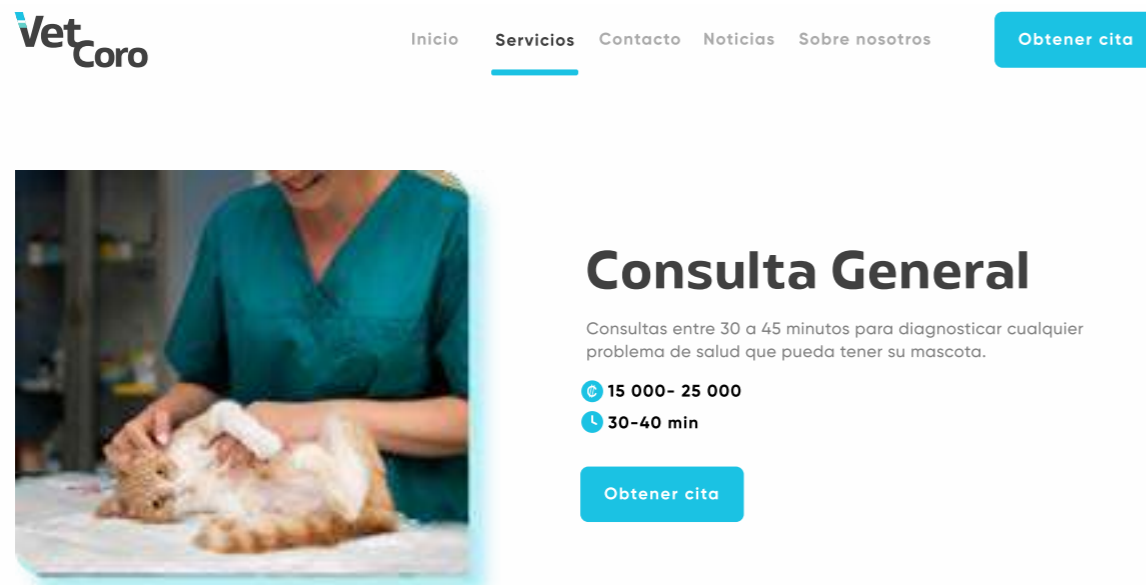 Vet
Coro
Inicio Servicios Contacto Noticias Sobre nosotros Obtener cita
Consulta General
Consultas entre 30 a 45 minutos para diagnosticar cualquier
problema de salud que pueda tener su mascota.
₡ 15 000- 25 000
30-40 min
Obtener cita